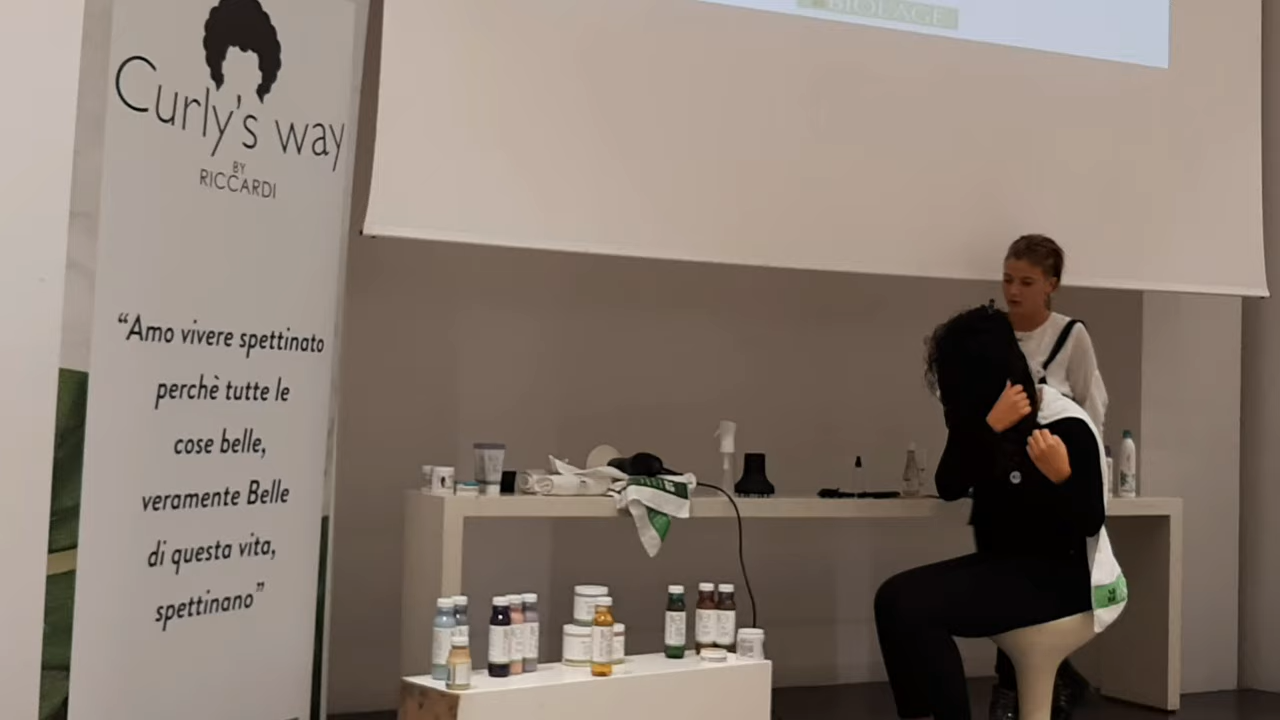 BIOLAGE
Curly's way
BY
RICCARDI
“Amo vivere spettinato
perchè tutte le
cose belle,
veramente Belle
di questa vita,
spettinano”